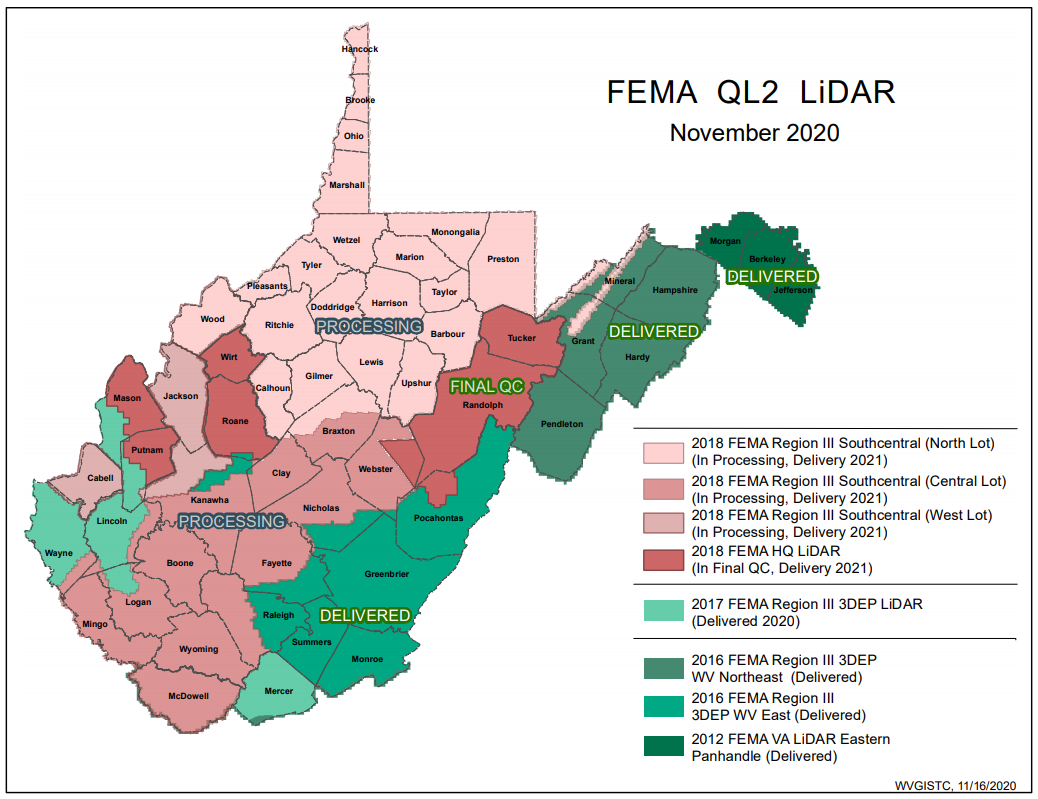 FEMA QL2 LiDAR
November 2020
Hancock
Brooke
Ohio
Marshall
Wetzel
Monongalia
Marion
Preston
Tyler
Pleasants
Doddridge
Harrison
Taylor
Wood
Ritchie
PROCESSING
Barbour
Mineral
Hampshire
Morgan
Berkeley
DELIVERED
Jefferson
Tucker
Grant
DELIVERED
Hardy
Wirt
Lewis
Gilmer
Calhoun
Upshur
FINAL QC
Randolph
Mason
Jackson
Roane
Braxton
Pendleton
Putnam
Cabell
Clay
Webster
Kanawha
Nicholas
PROCESSING
Pocahontas
Lincoln
Wayne
Boone
Fayette
Greenbrier
Logan
Mingo
Raleigh
DELIVERED
Summers
Wyoming
Monroe
McDowell
Mercer
2018 FEMA Region III Southcentral (North Lot)
(In Processing, Delivery 2021)
2018 FEMA Region III Southcentral (Central Lot)
(In Processing, Delivery 2021)
2018 FEMA Region III Southcentral (West Lot)
(In Processing, Delivery 2021)
2018 FEMA HQ LiDAR
(In Final QC, Delivery 2021)
2017 FEMA Region III 3DEP LiDAR
(Delivered 2020)
2016 FEMA Region III 3DEP
WV Northeast (Delivered)
2016 FEMA Region III
3DEP WV East (Delivered)
2012 FEMA VA LiDAR Eastern
Panhandle (Delivered)
WVGISTC, 11/16/2020